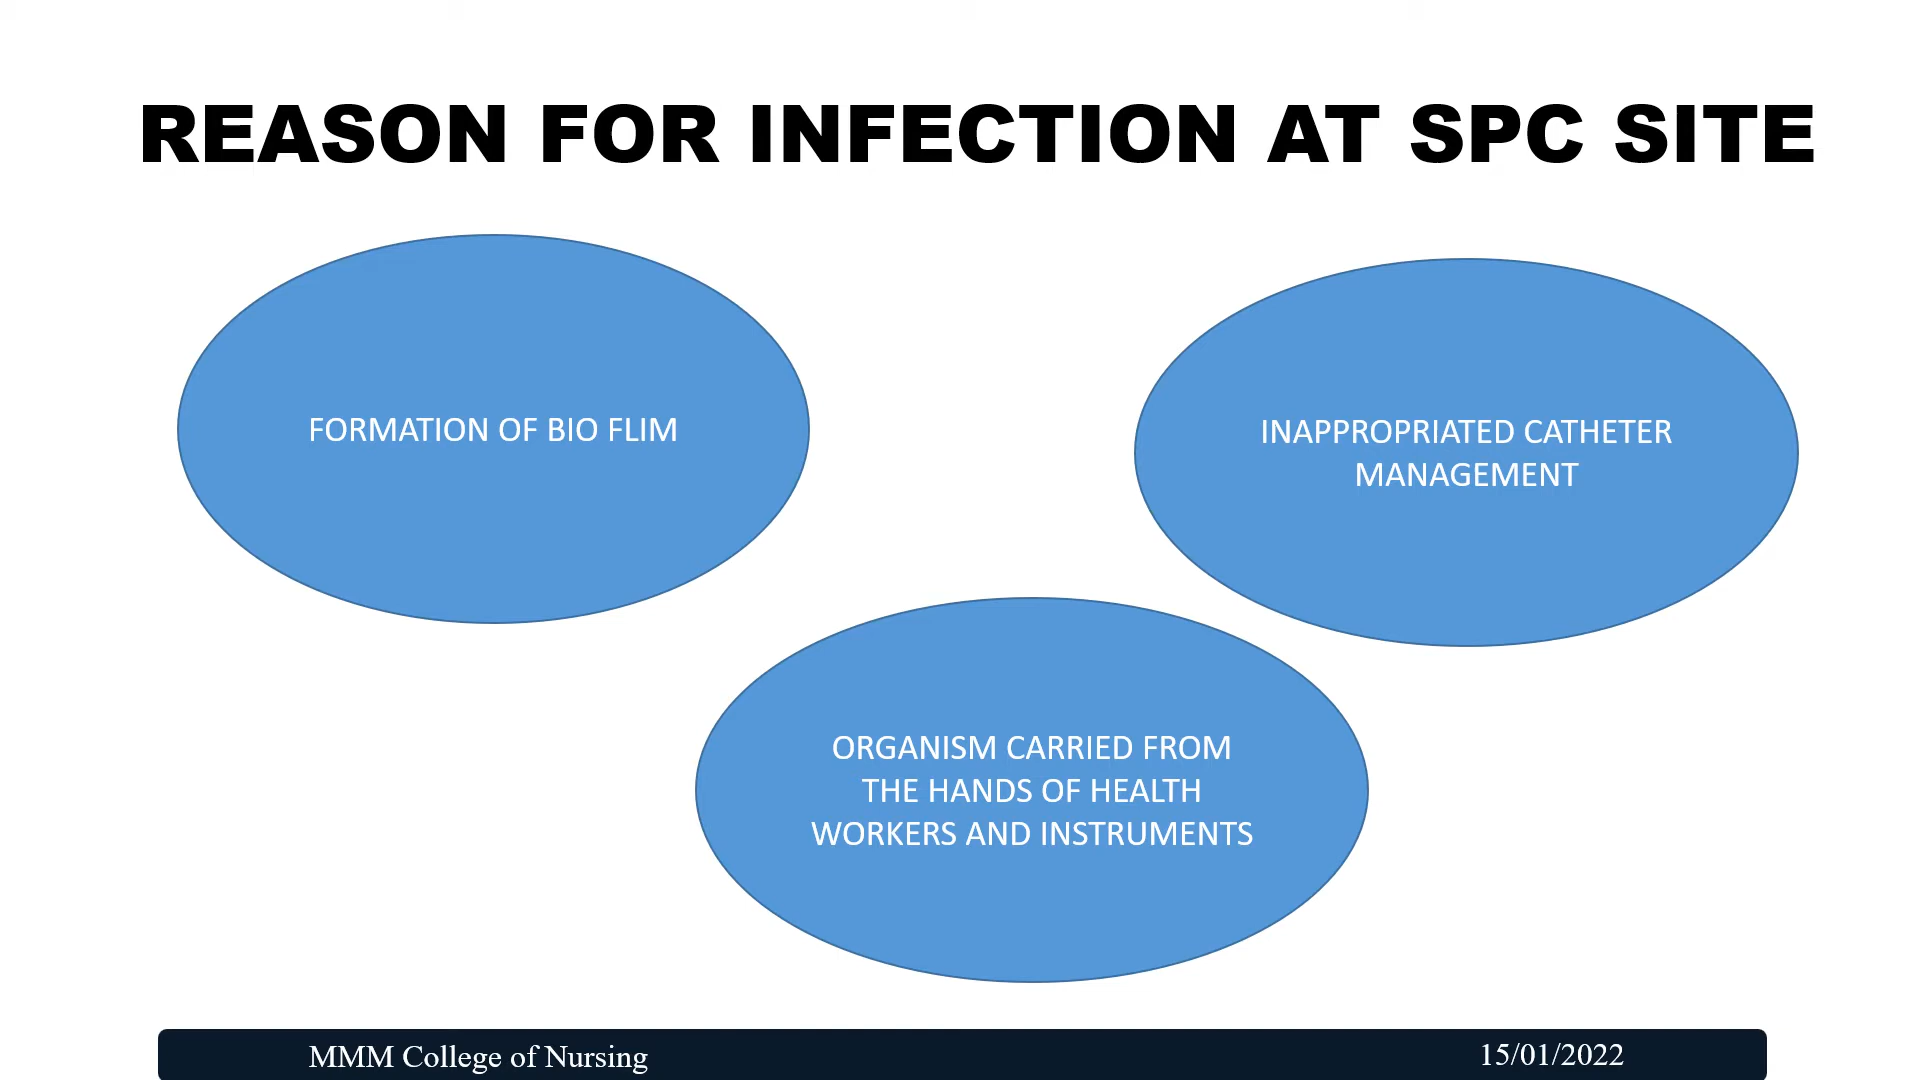 REASON FOR INFECTION AT SPC SITE
FORMATION OF BIO FLIM
INAPPROPRIATED CATHETER
MANAGEMENT
ORGANISM CARRIED FROM
THE HANDS OF HEALTH
WORKERS AND INSTRUMENTS
MMM College of Nursing
15/01/2022